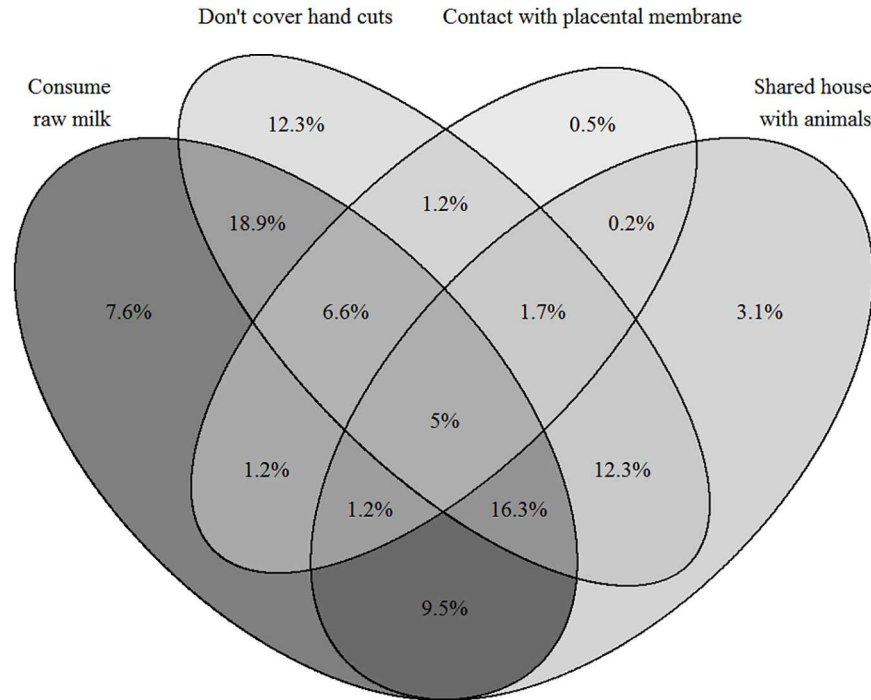 Don't cover hand cuts
Contact with placental membrane
Consume
raw milk
Shared house
with animals
12.3%
0.5%
18.9%
1.2%
0.2%
7.6%
6.6%
1.7%
3.1%
5%
1.2%
12.3%
1.2%
16.3%
9.5%